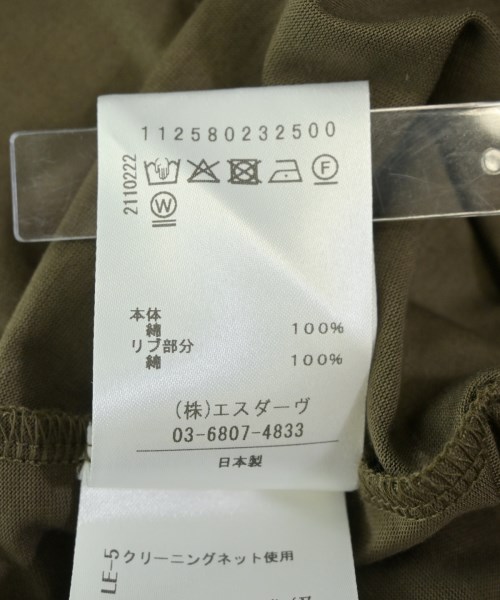 112580232500
2110222
F
W
本体
綿 100%
リブ部分
綿 100%
(株)エスダーヴ
03-6807-4833
日本製
LE-5
クリーニングネット使用